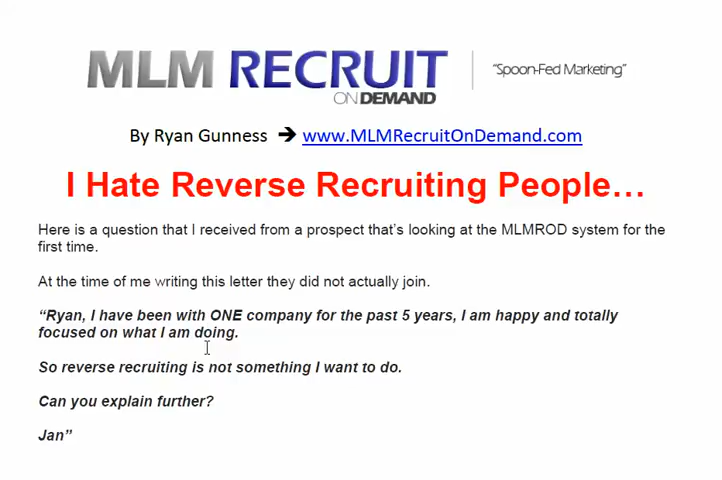 MLM RECRUIT
ON DEMAND
"Spoon-Fed Marketing"
By Ryan Gunness ➔ www.MLMRecruitOnDemand.com
I Hate Reverse Recruiting People…
Here is a question that I received from a prospect that's looking at the MLMROD system for the
first time.
At the time of me writing this letter they did not actually join.
“Ryan, I have been with ONE company for the past 5 years, I am happy and totally
focused on what I am doing.
So reverse recruiting is not something I want to do.
Can you explain further?
Jan”